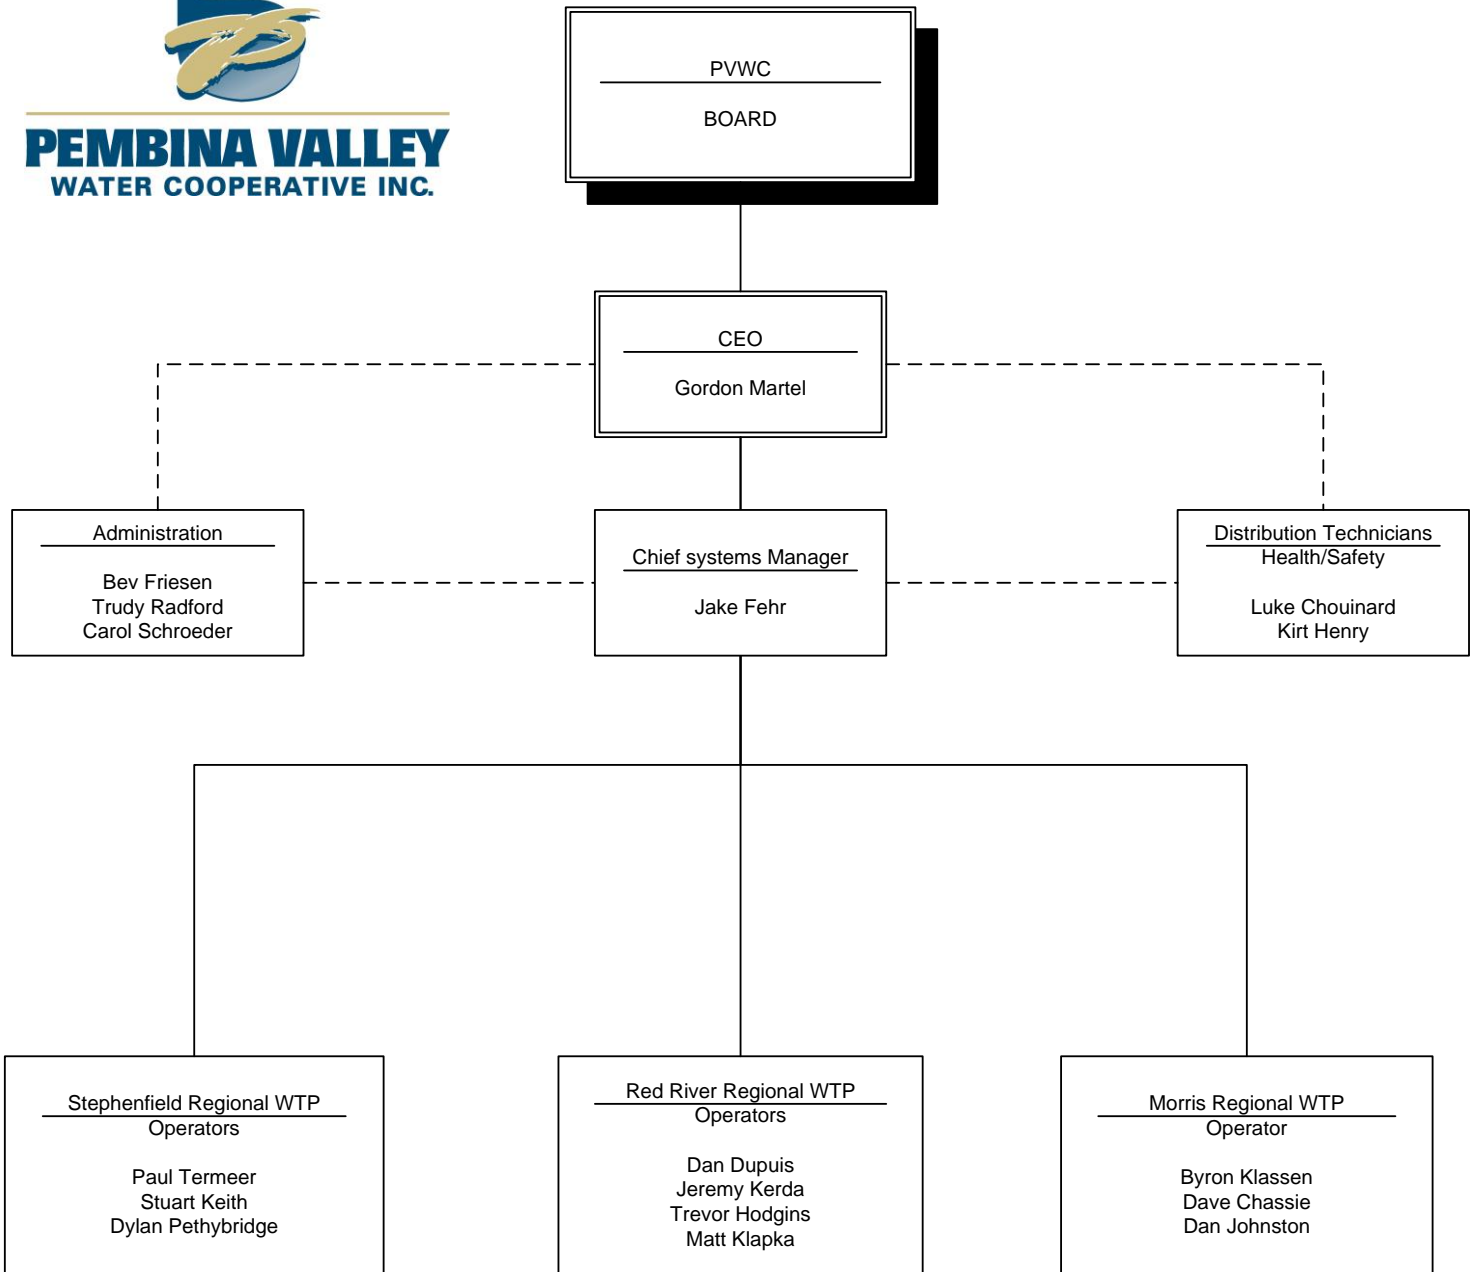 PEMBINA VALLEY
WATER COOPERATIVE INC.
PVWC
BOARD
CEO
Gordon Martel
Administration
Bev Friesen
Trudy Radford
Carol Schroeder
Chief systems Manager
Jake Fehr
Distribution Technicians
Health/Safety
Luke Chouinard
Kirt Henry
Stephenfield Regional WTP
Operators
Paul Termeer
Stuart Keith
Dylan Pethybridge
Red River Regional WTP
Operators
Dan Dupuis
Jeremy Kerda
Trevor Hodgins
Matt Klapka
Morris Regional WTP
Operator
Byron Klassen
Dave Chassie
Dan Johnston